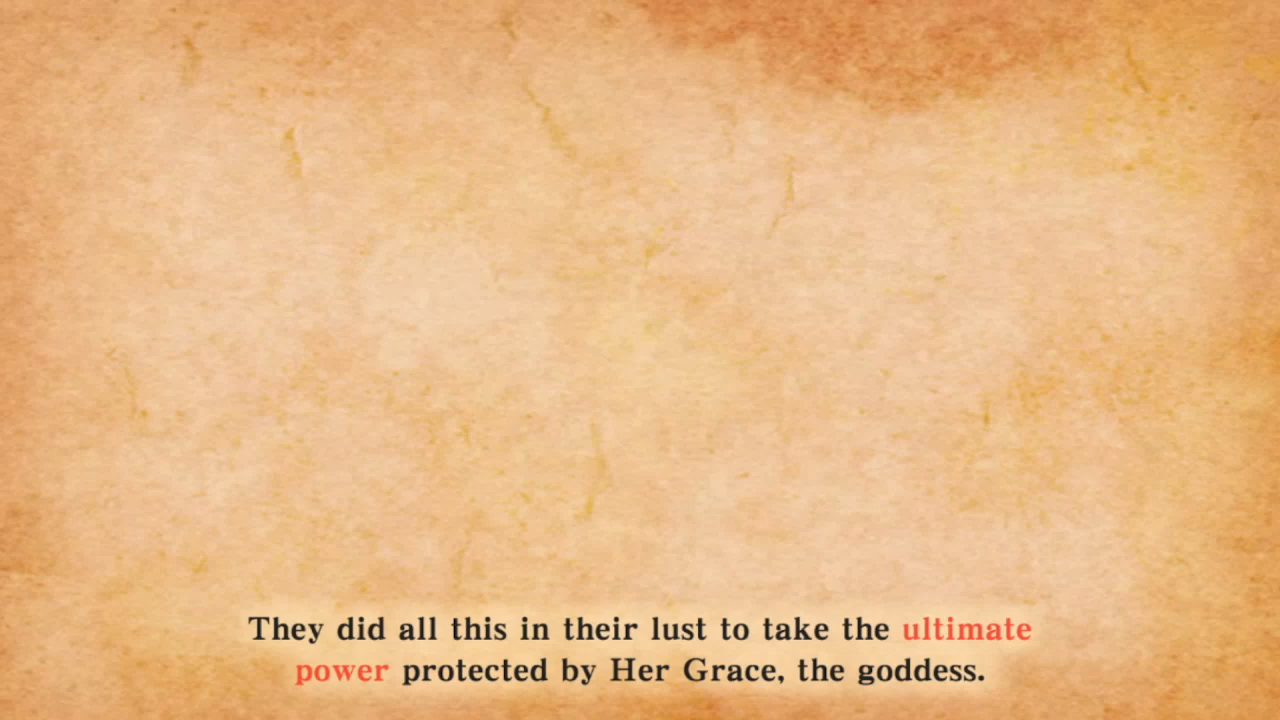 They did all this in their lust to take the ultimate
power protected by Her Grace, the goddess.